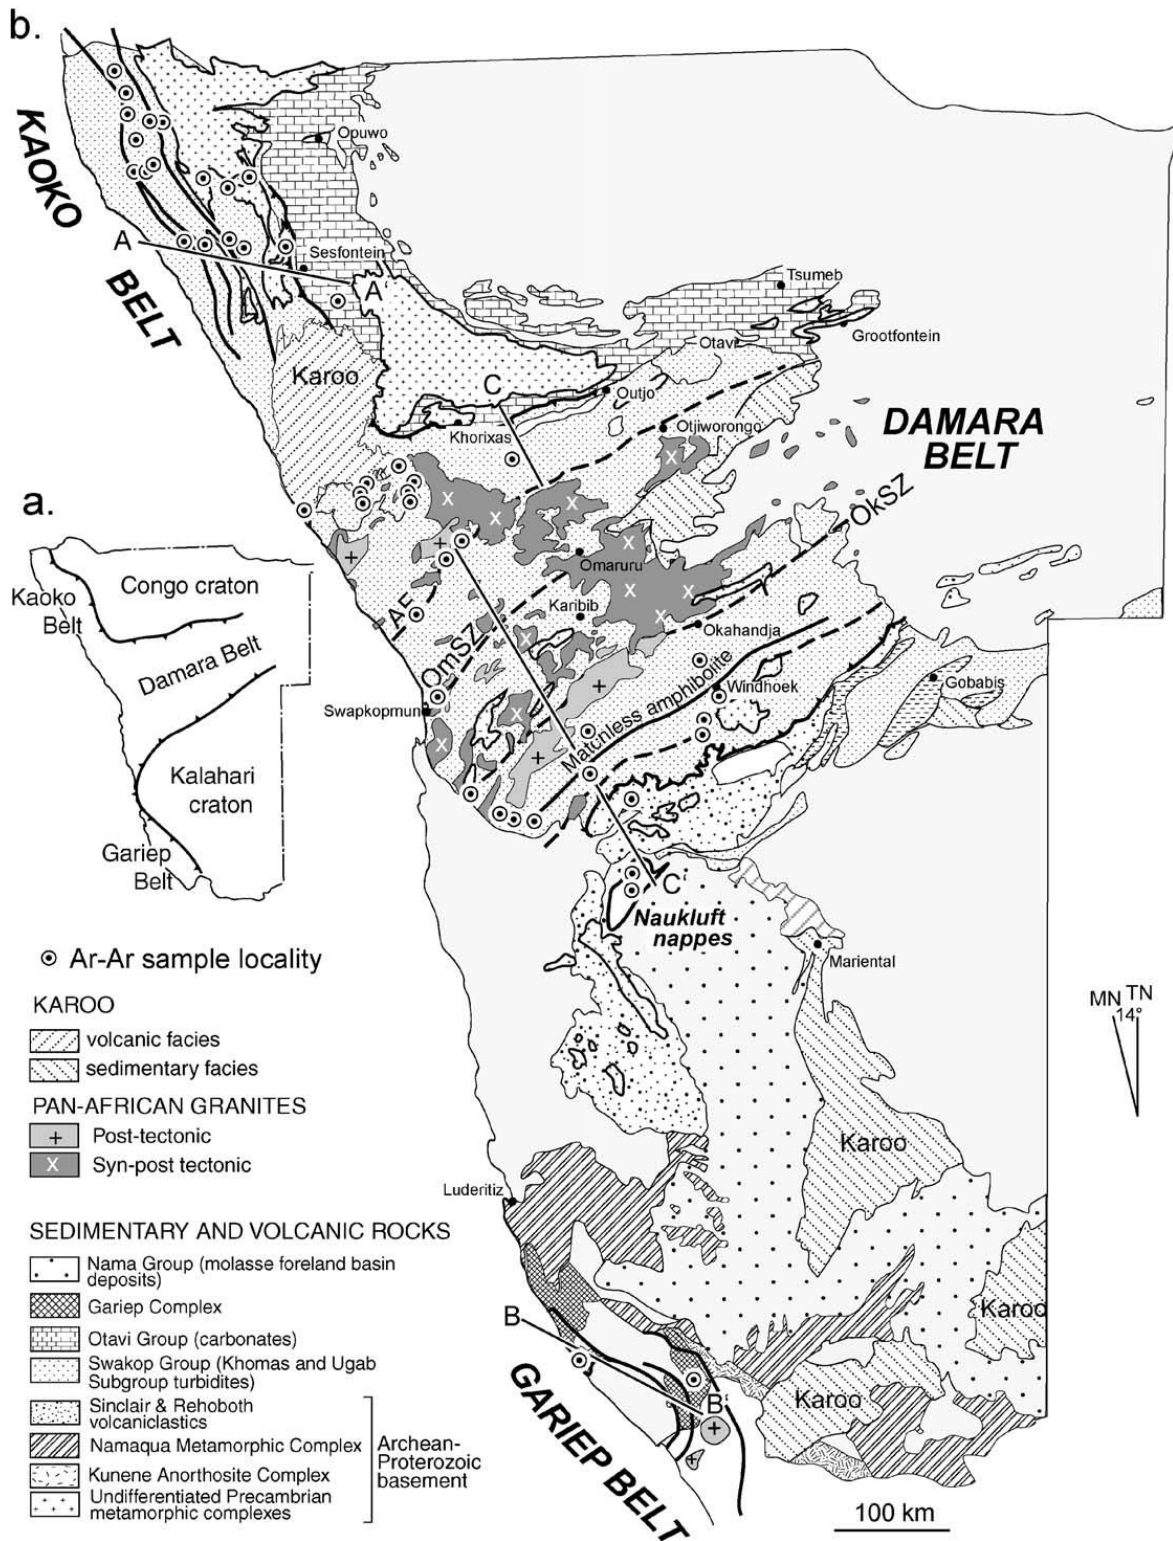 b.
KAOKO
BELT
Opuwo
A
Sesfontein
A
Tsumeb
Grootfontein
Otavi
Karoo
C
Outjo
Khorixas
Otjiworongo
DAMARA
BELT
X
X
X
X
OkSZ
a.
Congo craton
Kaoko
Belt
Damara Belt
Kalahari
craton
Gariep
Belt
+
+
X
Omaruru
X
X
X
AF
OmSZ
Karibib
X
Okahandja
+
Matchless amphibolite
Windhoek
Gobabis
Swapkopmun
X
X
+
C'
Naukluft
nappes
Mariental
MN TN
14°
Karoo
Luderitiz
Karoo
Karoo
B
B'
+
+
GARIEP BELT
100 km
Ar-Ar sample locality
KAROO
volcanic facies
sedimentary facies
PAN-AFRICAN GRANITES
+ Post-tectonic
X Syn-post tectonic
SEDIMENTARY AND VOLCANIC ROCKS
Nama Group (molasse foreland basin
deposits)
Gariep Complex
Otavi Group (carbonates)
Swakop Group (Khomas and Ugab
Subgroup turbidites)
Sinclair & Rehoboth
volcaniclastics
Namaqua Metamorphic Complex
Kunene Anorthosite Complex
Undifferentiated Precambrian
metamorphic complexes
Archean-
Proterozoic
basement